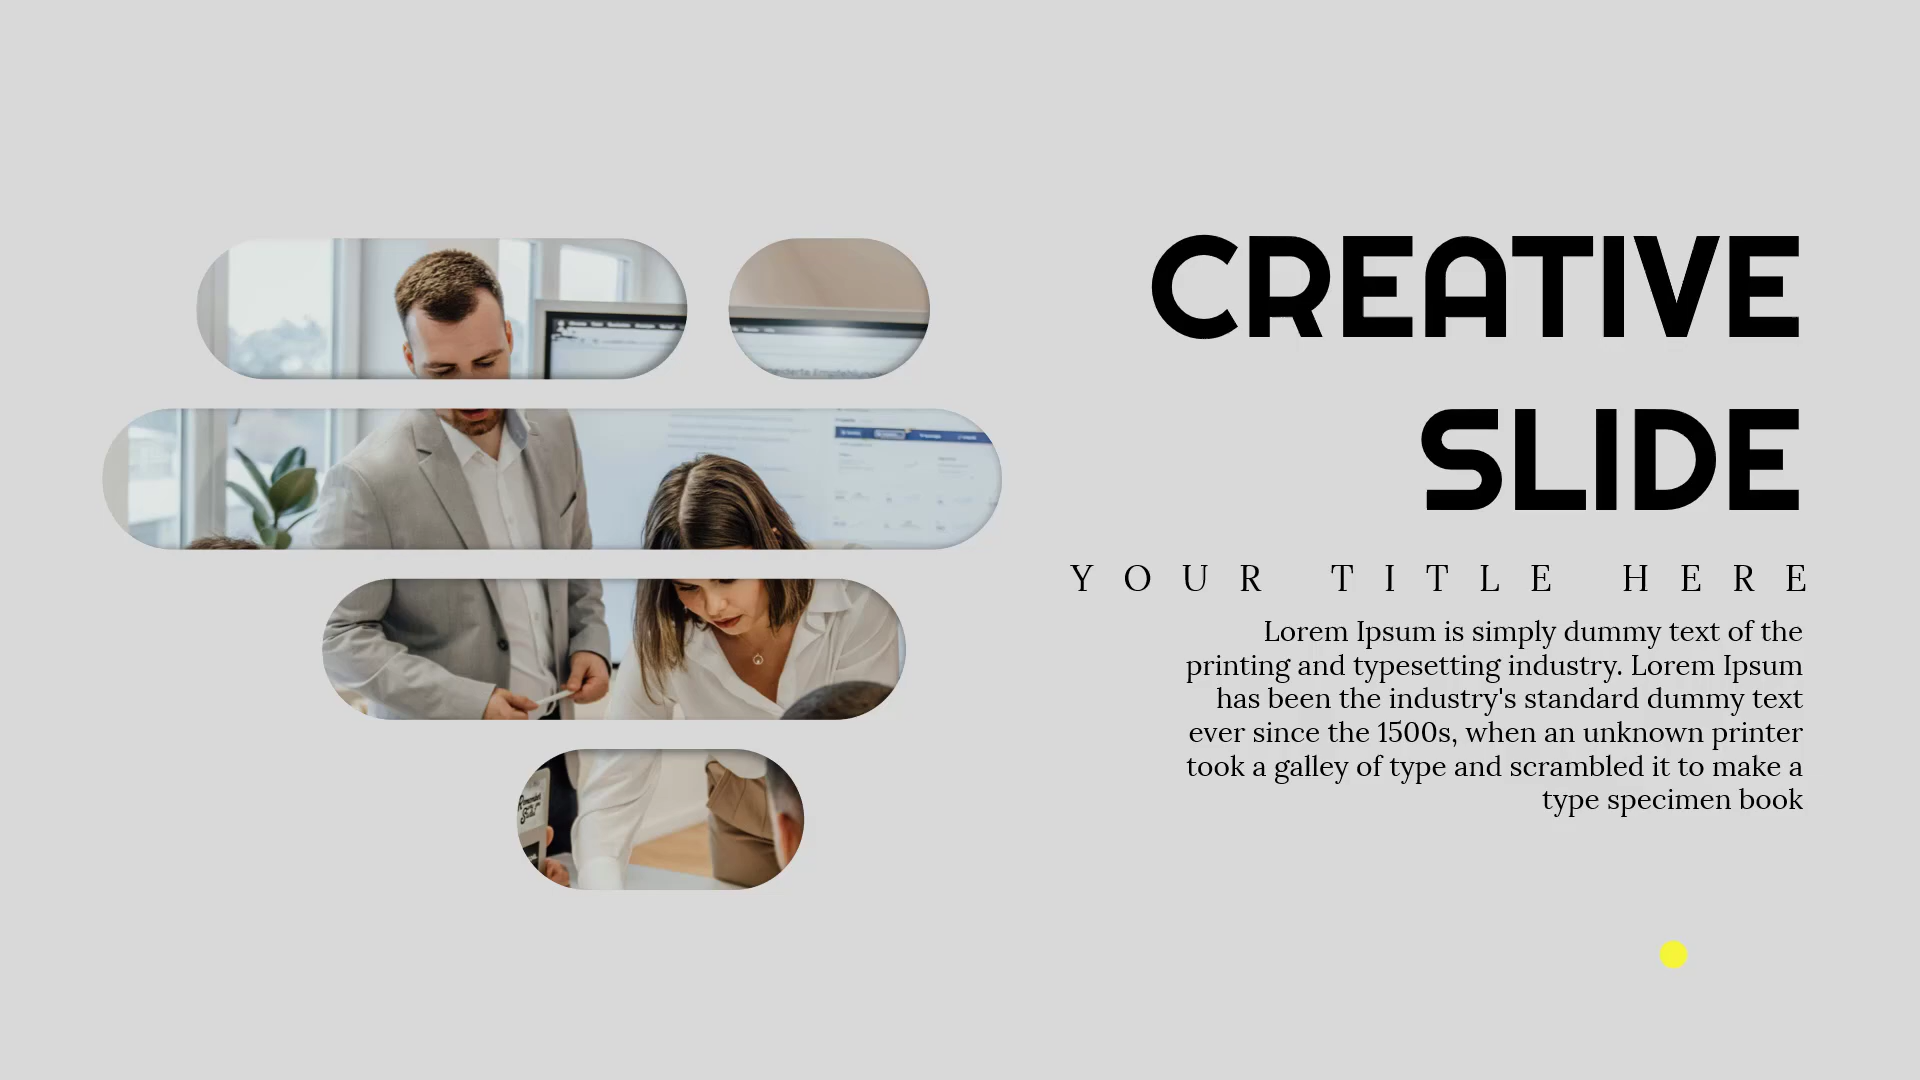 CREATIVE
SLIDE
YOUR TITLE HERE
Lorem Ipsum is simply dummy text of the
printing and typesetting industry. Lorem Ipsum
has been the industry's standard dummy text
ever since the 1500s, when an unknown printer
took a galley of type and scrambled it to make a
type specimen book